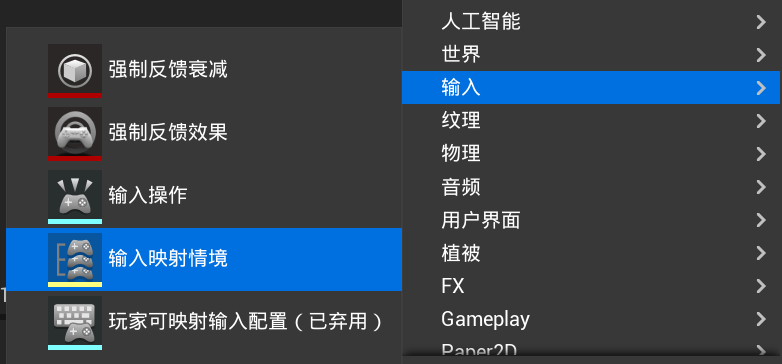 强制反馈衰减
强制反馈效果
输入操作
输入映射情境
玩家可映射输入配置（已弃用）
人工智能
世界
输入
纹理
物理
音频
用户界面
植被
FX
Gameplay
Paper2D